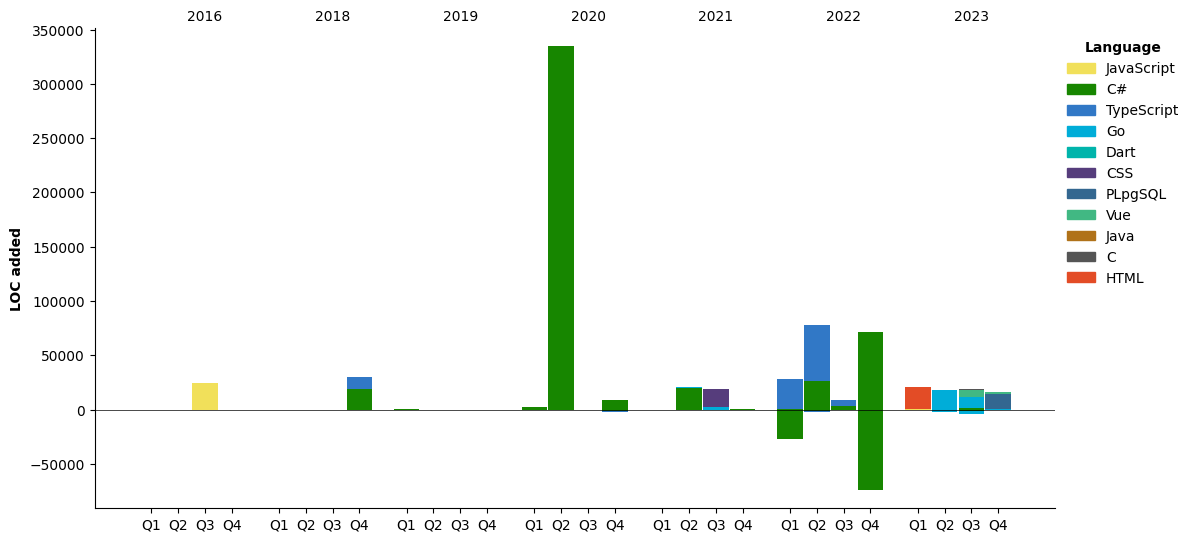 2016 2018 2019 2020 2021 2022 2023
350000
300000
250000
200000
150000
100000
50000
0
−50000
LOC added
Q1 Q2 Q3 Q4 Q1 Q2 Q3 Q4 Q1 Q2 Q3 Q4 Q1 Q2 Q3 Q4 Q1 Q2 Q3 Q4 Q1 Q2 Q3 Q4 Q1 Q2 Q3 Q4
Language
JavaScript
C#
TypeScript
Go
Dart
CSS
PLpgSQL
Vue
Java
C
HTML